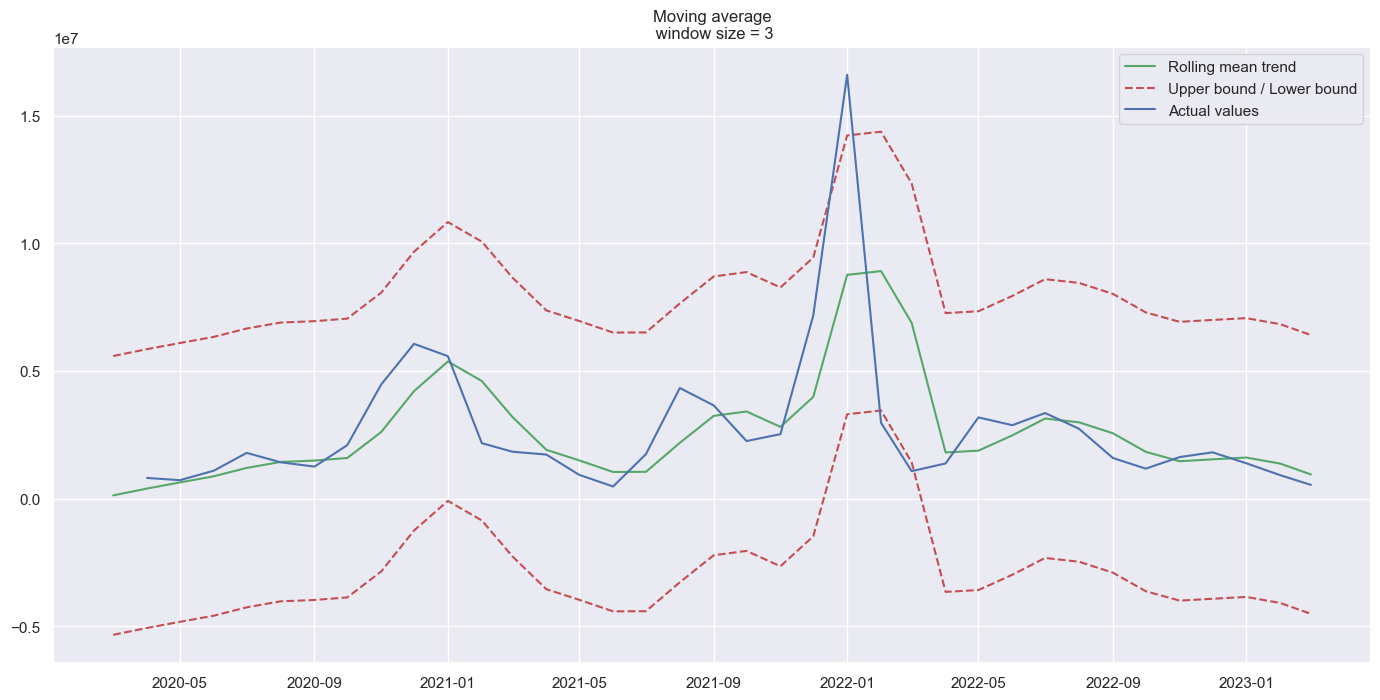 Moving average
window size = 3
1e7
Rolling mean trend
Upper bound / Lower bound
Actual values
1.5
1.0
0.5
0.0
−0.5
2020-05 2020-09 2021-01 2021-05 2021-09 2022-01 2022-05 2022-09 2023-01